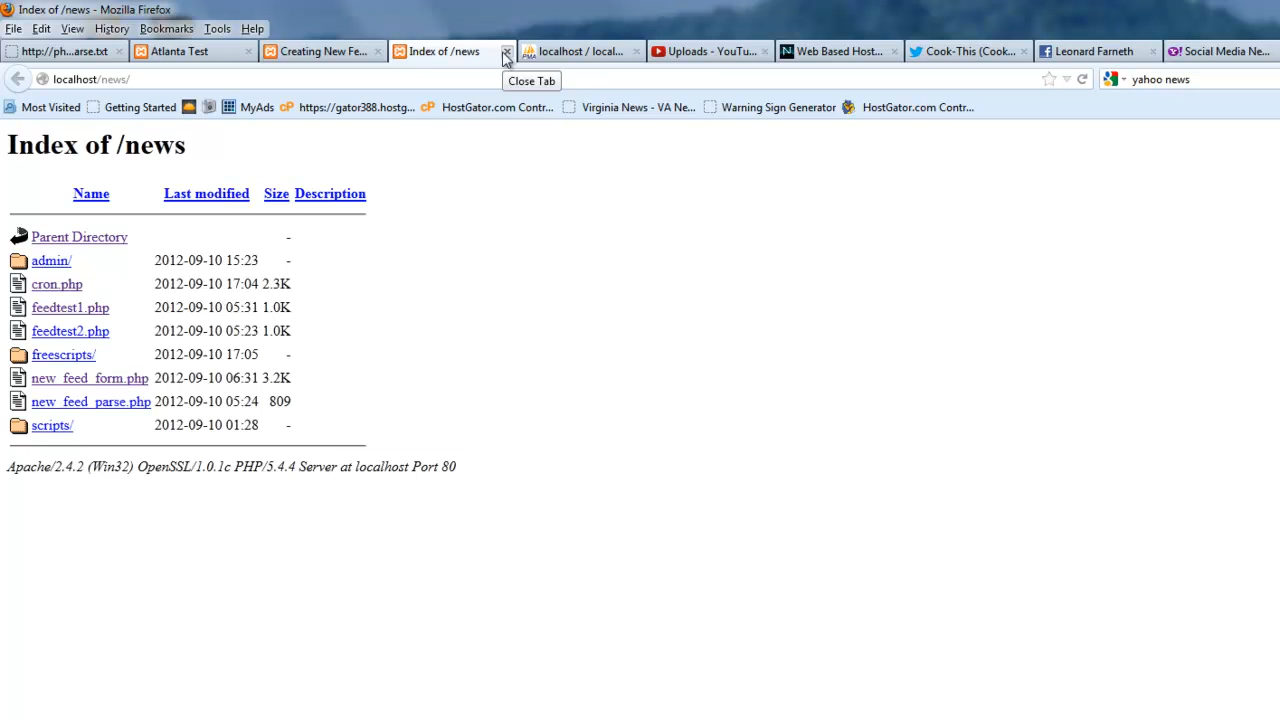 Index of /news - Mozilla Firefox
File Edit View History Bookmarks Tools Help
http://ph...arse.txt Atlanta Test Creating New Fe... Index of /news localhost / local... Uploads - YouTu... Web Based Host... Cook-This (Cook... Leonard Farneth Social Media Ne...
localhost/news/ yahoo news
Close Tab
Most Visited Getting Started MyAds https://gator388.hostg... HostGator.com Contr... Virginia News - VA Ne... Warning Sign Generator HostGator.com Contr...
Index of /news
Name Last modified Size Description
Parent Directory -
admin/ 2012-09-10 15:23 -
cron.php 2012-09-10 17:04 2.3K
feedtest1.php 2012-09-10 05:31 1.0K
feedtest2.php 2012-09-10 05:23 1.0K
freescripts/ 2012-09-10 17:05 -
new_feed_form.php 2012-09-10 06:31 3.2K
new_feed_parse.php 2012-09-10 05:24 809
scripts/ 2012-09-10 01:28 -
Apache/2.4.2 (Win32) OpenSSL/1.0.1c PHP/5.4.4 Server at localhost Port 80